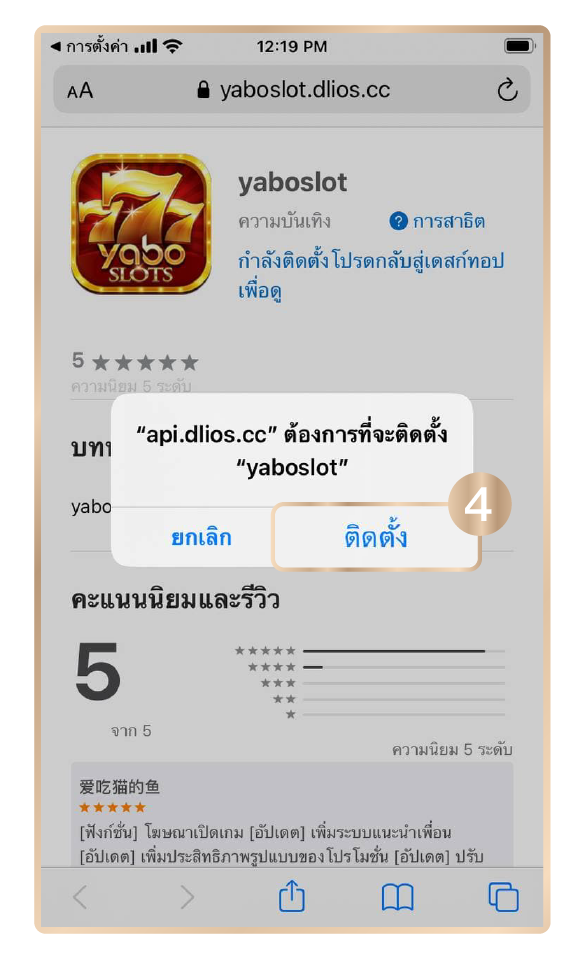 การตั้งค่า
12:19 PM
AA
yaboslot.dlios.cc
777
yabo
SLOTS
yaboslot
ความบันเทิง
? การสาธิต
กำลังติดตั้งโปรดกลับสู่เดสก์ทอป
เพื่อดู
5 ★★★★★
ความนิยม 5 ระดับ
"api.dlios.cc" ต้องการที่จะติดตั้ง
"yaboslot"
yabo
4
ยกเลิก
ติดตั้ง
คะแนนนิยมและรีวิว
5
จาก 5
★★★★★
★★★★
★★★
★★
★
ความนิยม 5 ระดับ
爱吃猫的鱼
★★★★★
[ฟังก์ชั่น] โฆษณาเปิดเกม [อัปเดต] เพิ่มระบบแนะนำเพื่อน
[อัปเดต] เพิ่มประสิทธิภาพรูปแบบของโปรโมชั่น [อัปเดต] ปรับ